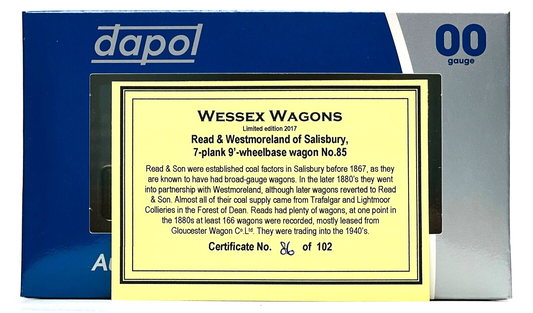 dapol
00
gauge
WESSEX WAGONS
Limited edition 2017
Read & Westmoreland of Salisbury,
7-plank 9'-wheelbase wagon No.85
Read & Son were established coal factors in Salisbury before 1867, as they
are known to have had broad-gauge wagons. In the later 1880's they went
into partnership with Westmoreland, although later wagons reverted to Read
& Son. Almost all of their coal supply came from Trafalgar and Lightmoor
Collieries in the Forest of Dean. Reads had plenty of wagons, at one point in
the 1880s at least 166 wagons were recorded, mostly leased from
Gloucester Wagon Co.Ltd. They were trading into the 1940's.
Certificate No. 86 of 102